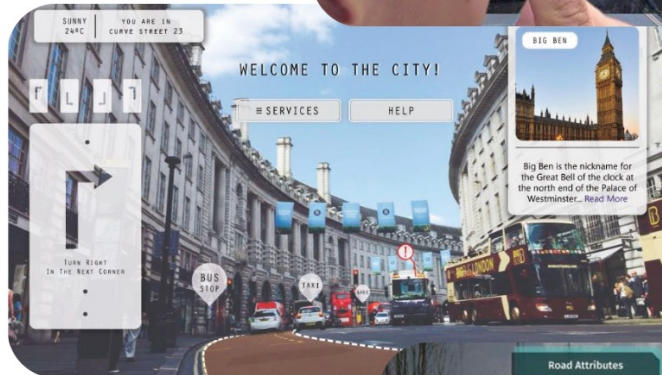 SUNNY
24ºC
YOU ARE IN
CURVE STREET 23
WELCOME TO THE CITY!
≡ SERVICES
HELP
BIG BEN
Big Ben is the nickname for
the Great Bell of the clock at
the north end of the Palace of
Westminster... Read More
TURN RIGHT
IN THE NEXT CORNER
BUS
STOP
TAXI
LONDON
Road Attributes